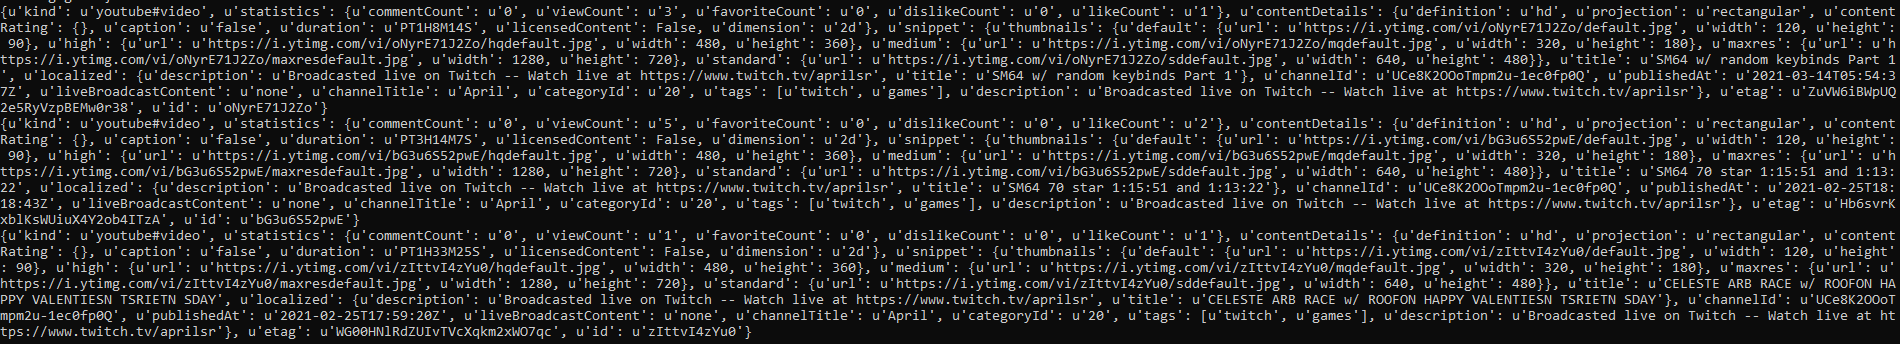 {u'kind': u'youtube#video', u'statistics': {u'commentCount': u'0', u'viewCount': u'3', u'favoriteCount': u'0', u'dislikeCount': u'0', u'likeCount': u'1'}, u'contentDetails': {u'definition': u'hd', u'projection': u'rectangular', u'content
Rating': {}, u'caption': u'false', u'duration': u'PT1H8M14S', u'licensedContent': False, u'dimension': u'2d'}, u'snippet': {u'thumbnails': {u'default': {u'url': u'https://i.ytimg.com/vi/oNyrE71J2Zo/default.jpg', u'width': 120, u'height':
 90}, u'high': {u'url': u'https://i.ytimg.com/vi/oNyrE71J2Zo/hqdefault.jpg', u'width': 480, u'height': 360}, u'medium': {u'url': u'https://i.ytimg.com/vi/oNyrE71J2Zo/mqdefault.jpg', u'width': 320, u'height': 180}, u'maxres': {u'url': u'h
ttps://i.ytimg.com/vi/oNyrE71J2Zo/maxresdefault.jpg', u'width': 1280, u'height': 720}, u'standard': {u'url': u'https://i.ytimg.com/vi/oNyrE71J2Zo/sddefault.jpg', u'width': 640, u'height': 480}}, u'title': u'SM64 w/ random keybinds Part 1
', u'localized': {u'description': u'Broadcasted live on Twitch -- Watch live at https://www.twitch.tv/aprilsr', u'title': u'SM64 w/ random keybinds Part 1'}, u'channelId': u'UCe8K2OOoTmpm2u-1ec0fp0Q', u'publishedAt': u'2021-03-14T05:54:3
7Z', u'liveBroadcastContent': u'none', u'channelTitle': u'April', u'categoryId': u'20', u'tags': [u'twitch', u'games'], u'description': u'Broadcasted live on Twitch -- Watch live at https://www.twitch.tv/aprilsr'}, u'etag': u'ZuVW6iBWpUQ
2e5RyVzpBEMw0r38', u'id': u'oNyrE71J2Zo'}
{u'kind': u'youtube#video', u'statistics': {u'commentCount': u'0', u'viewCount': u'5', u'favoriteCount': u'0', u'dislikeCount': u'0', u'likeCount': u'2'}, u'contentDetails': {u'definition': u'hd', u'projection': u'rectangular', u'content
Rating': {}, u'caption': u'false', u'duration': u'PT3H14M7S', u'licensedContent': False, u'dimension': u'2d'}, u'snippet': {u'thumbnails': {u'default': {u'url': u'https://i.ytimg.com/vi/bG3u6S52pwE/default.jpg', u'width': 120, u'height':
 90}, u'high': {u'url': u'https://i.ytimg.com/vi/bG3u6S52pwE/hqdefault.jpg', u'width': 480, u'height': 360}, u'medium': {u'url': u'https://i.ytimg.com/vi/bG3u6S52pwE/mqdefault.jpg', u'width': 320, u'height': 180}, u'maxres': {u'url': u'h
ttps://i.ytimg.com/vi/bG3u6S52pwE/maxresdefault.jpg', u'width': 1280, u'height': 720}, u'standard': {u'url': u'https://i.ytimg.com/vi/bG3u6S52pwE/sddefault.jpg', u'width': 640, u'height': 480}}, u'title': u'SM64 70 star 1:15:51 and 1:13:
22', u'localized': {u'description': u'Broadcasted live on Twitch -- Watch live at https://www.twitch.tv/aprilsr', u'title': u'SM64 70 star 1:15:51 and 1:13:22'}, u'channelId': u'UCe8K2OOoTmpm2u-1ec0fp0Q', u'publishedAt': u'2021-02-25T18:
18:43Z', u'liveBroadcastContent': u'none', u'channelTitle': u'April', u'categoryId': u'20', u'tags': [u'twitch', u'games'], u'description': u'Broadcasted live on Twitch -- Watch live at https://www.twitch.tv/aprilsr'}, u'etag': u'Hb6svrK
xblKsWUiuX4Y2ob4ITzA', u'id': u'bG3u6S52pwE'}
{u'kind': u'youtube#video', u'statistics': {u'commentCount': u'0', u'viewCount': u'1', u'favoriteCount': u'0', u'dislikeCount': u'0', u'likeCount': u'1'}, u'contentDetails': {u'definition': u'hd', u'projection': u'rectangular', u'content
Rating': {}, u'caption': u'false', u'duration': u'PT1H33M25S', u'licensedContent': False, u'dimension': u'2d'}, u'snippet': {u'thumbnails': {u'default': {u'url': u'https://i.ytimg.com/vi/zIttvI4zYu0/default.jpg', u'width': 120, u'height'
: 90}, u'high': {u'url': u'https://i.ytimg.com/vi/zIttvI4zYu0/hqdefault.jpg', u'width': 480, u'height': 360}, u'medium': {u'url': u'https://i.ytimg.com/vi/zIttvI4zYu0/mqdefault.jpg', u'width': 320, u'height': 180}, u'maxres': {u'url': u'
https://i.ytimg.com/vi/zIttvI4zYu0/maxresdefault.jpg', u'width': 1280, u'height': 720}, u'standard': {u'url': u'https://i.ytimg.com/vi/zIttvI4zYu0/sddefault.jpg', u'width': 640, u'height': 480}}, u'title': u'CELESTE ARB RACE w/ ROOFON HA
PPY VALENTIESN TSRIETN SDAY', u'localized': {u'description': u'Broadcasted live on Twitch -- Watch live at https://www.twitch.tv/aprilsr', u'title': u'CELESTE ARB RACE w/ ROOFON HAPPY VALENTIESN TSRIETN SDAY'}, u'channelId': u'UCe8K2OOoT
mpm2u-1ec0fp0Q', u'publishedAt': u'2021-02-25T17:59:20Z', u'liveBroadcastContent': u'none', u'channelTitle': u'April', u'categoryId': u'20', u'tags': [u'twitch', u'games'], u'description': u'Broadcasted live on Twitch -- Watch live at ht
tps://www.twitch.tv/aprilsr'}, u'etag': u'WG00HNlRdZUIvTVcXqkm2xWO7qc', u'id': u'zIttvI4zYu0'}